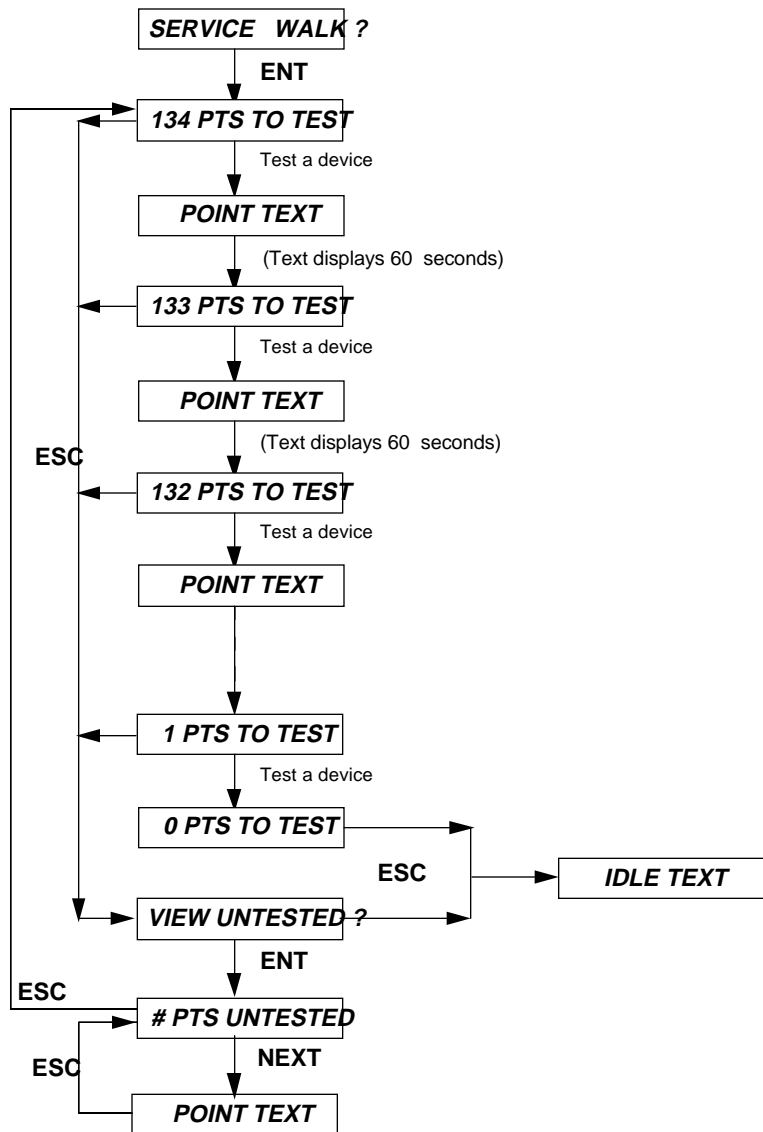 SERVICE WALK ?
ENT
134 PTS TO TEST
Test a device
POINT TEXT
(Text displays 60 seconds)
133 PTS TO TEST
Test a device
POINT TEXT
(Text displays 60 seconds)
ESC
132 PTS TO TEST
Test a device
POINT TEXT
1 PTS TO TEST
Test a device
0 PTS TO TEST
ESC
IDLE TEXT
VIEW UNTESTED ?
ENT
ESC
# PTS UNTESTED
NEXT
ESC
POINT TEXT